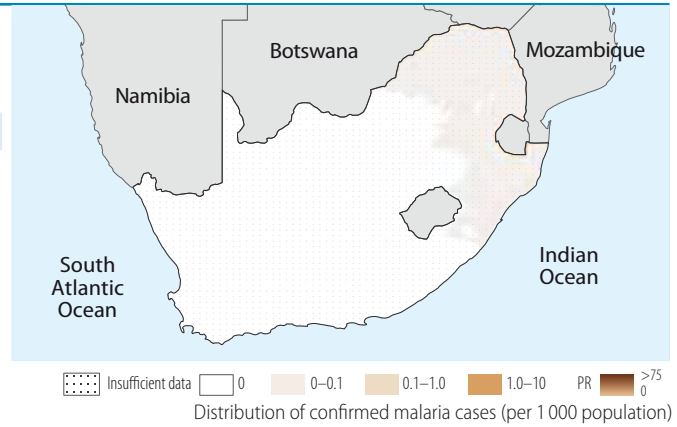 Botswana
Mozambique
Namibia
South
Atlantic
Ocean
Indian
Ocean
Insufficient data 0 0–0.1 0.1–1.0 1.0–10 PR >75
0
Distribution of confirmed malaria cases (per 1 000 population)